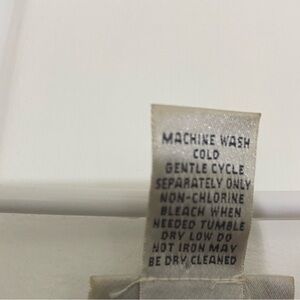 MACHINE WASH
COLD
GENTLE CYCLE
SEPARATELY ONLY
NON-CHLORINE
BLEACH WHEN
NEEDED TUMBLE
DRY LOW DO
NOT IRON MAY
BE DRY CLEANED